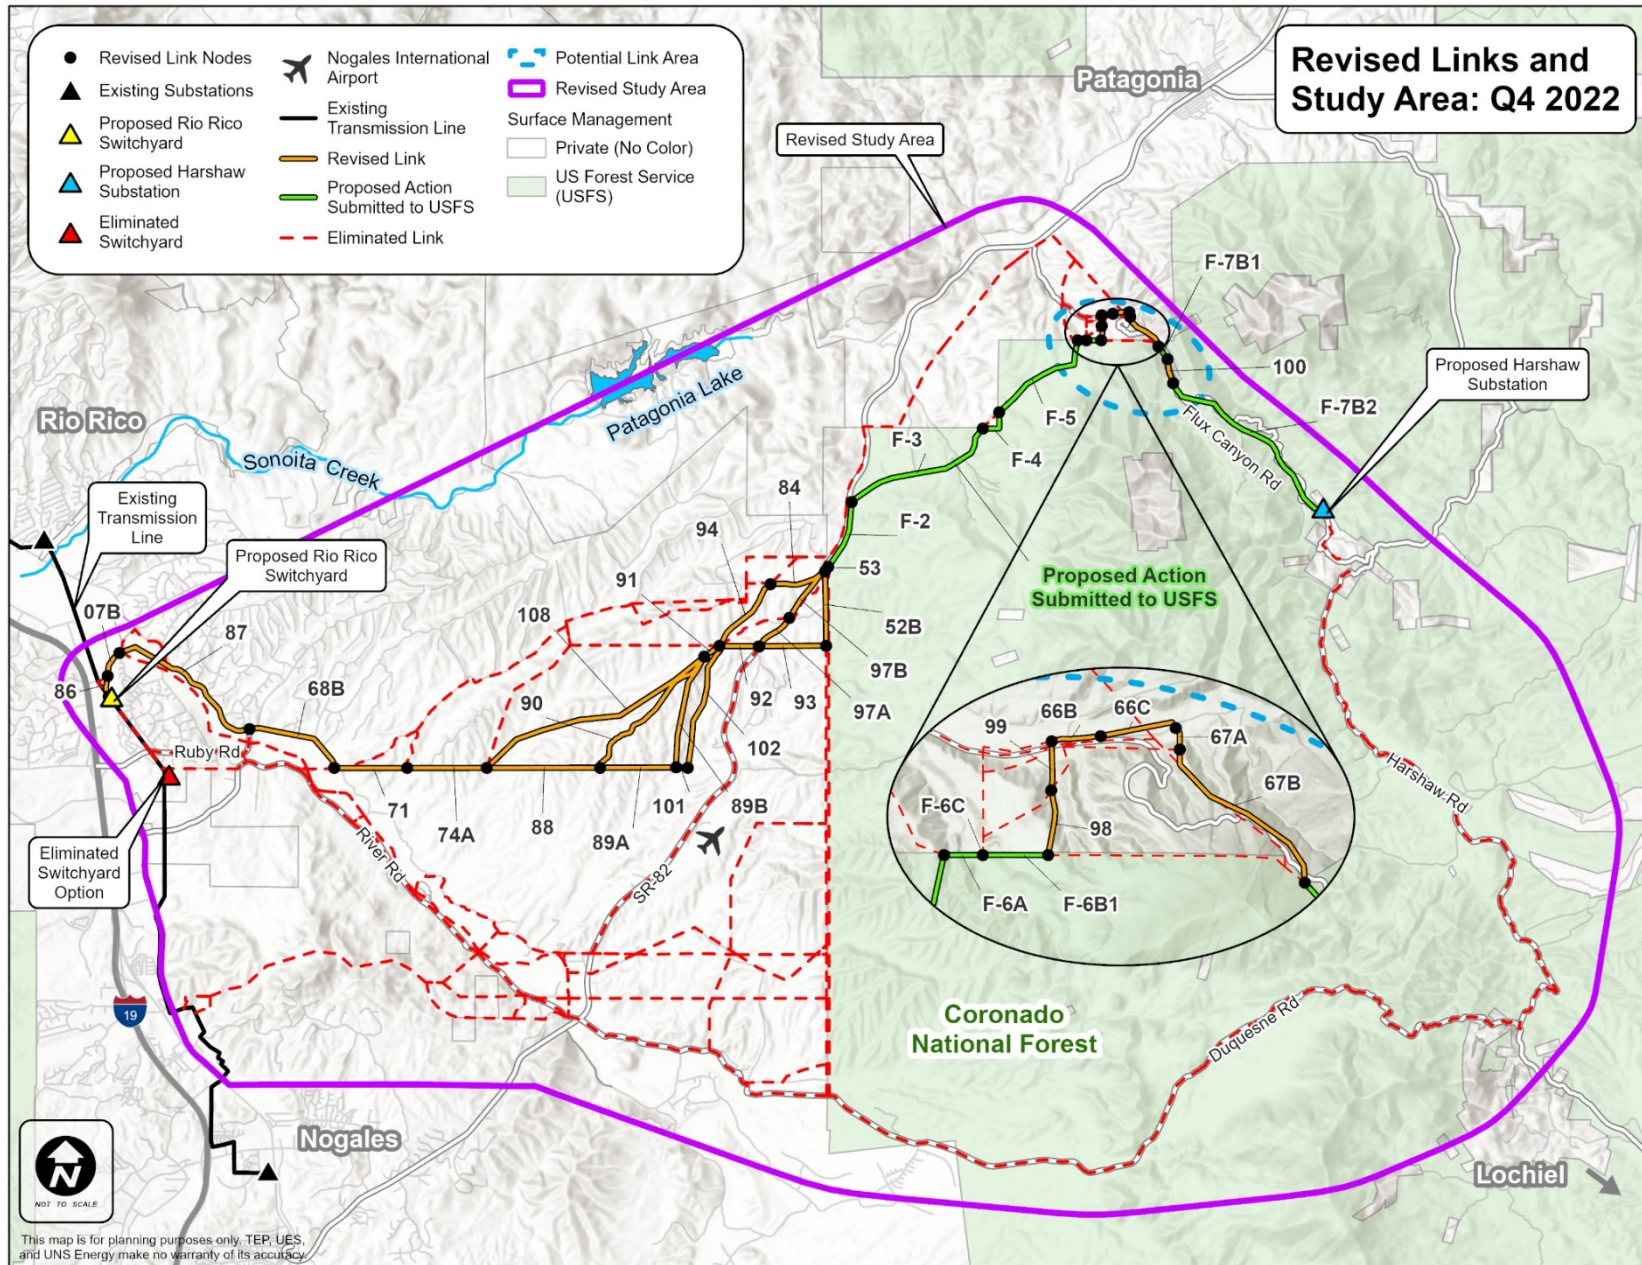 Revised Links and
Study Area: Q4 2022
Revised Link Nodes
Existing Substations
Proposed Rio Rico
Switchyard
Proposed Harshaw
Substation
Eliminated
Switchyard
Nogales International
Airport
Existing
Transmission Line
Revised Link
Proposed Action
Submitted to USFS
Eliminated Link
Potential Link Area
Revised Study Area
Surface Management
Private (No Color)
US Forest Service
(USFS)
Patagonia
Revised Study Area
F-7B1
100
Proposed Harshaw
Substation
F-7B2
Flux Canyon Rd
F-5
F-4
F-3
F-2
Patagonia Lake
Rio Rico
Sonoita Creek
Existing
Transmission
Line
Proposed Rio Rico
Switchyard
07B
87
86
68B
Ruby Rd
71
74A
88
89A
101
89B
90
108
91
94
84
53
52B
97B
97A
92
93
102
Proposed Action
Submitted to USFS
99
66B
66C
67A
67B
98
F-6C
F-6A
F-6B1
Harshaw Rd
Eliminated
Switchyard
Option
River Rd
SR-82
19
Coronado
National Forest
Duquesne Rd
Nogales
Lochiel
N
NOT TO SCALE
This map is for planning purposes only. TEP, UES,
and UNS Energy make no warranty of its accuracy.